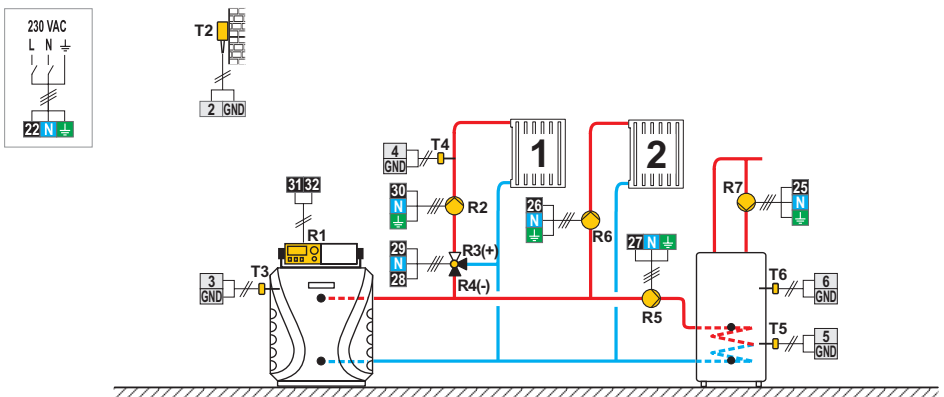 230 VAC
L N
22 N
T2
2 GND
4
GND
T4
1
2
30
N
R2
26
N
R6
R7
25
N
31 32
R1
29
N
28
R3(+)
R4(-)
27 N
3
GND
T3
R5
T6
6
GND
T5
5
GND